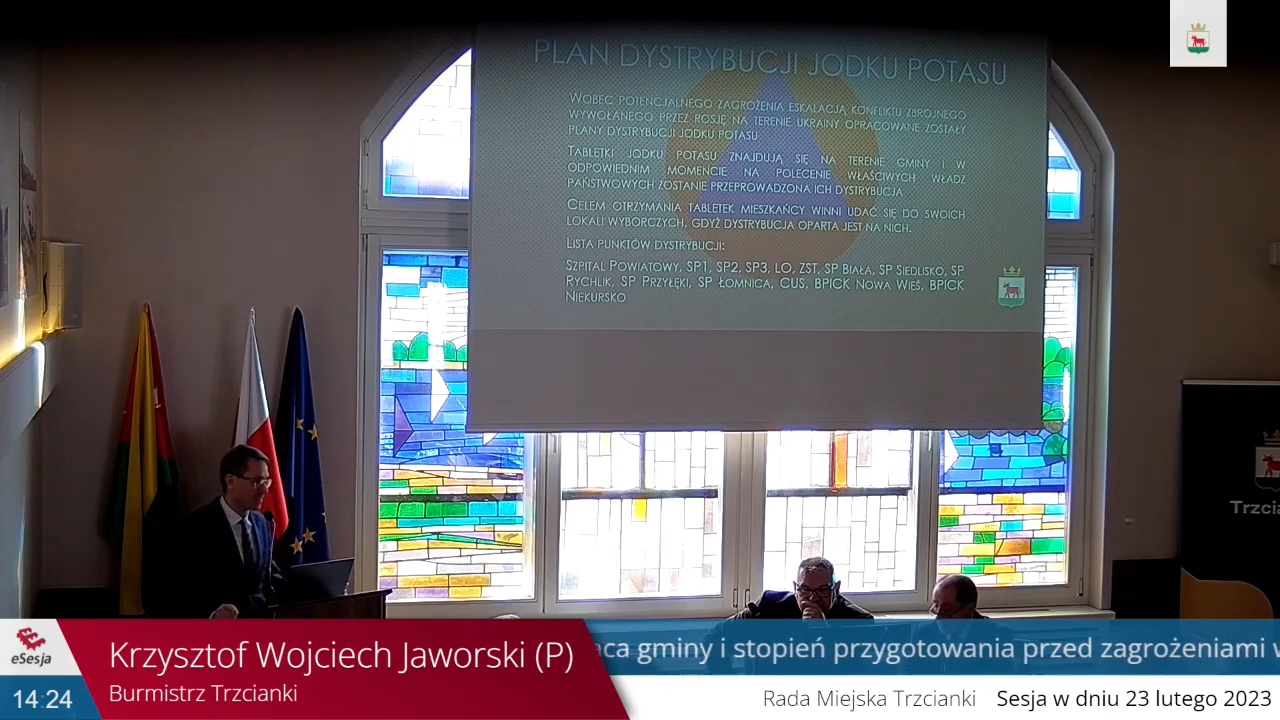 PLAN DYSTRYBUCJI JODKU POTASU
WOBEC POTENCJALNEGO ZAGROŻENIA ESKALACJĄ KONFLIKTU ZBROJNEGO
WYWOŁANEGO PRZEZ ROSJĘ NA TERENIE UKRAINY OPRACOWANE ZOSTAŁY
PLANY DYSTRYBUCJI JODKU POTASU
TABLETKI JODKU POTASU ZNAJDUJĄ SIĘ NA TERENIE GMINY I W
ODPOWIEDNIM MOMENCIE NA POLECENIE WŁAŚCIWYCH WŁADZ
PAŃSTWOWYCH ZOSTANIE PRZEPROWADZONA ICH DYSTRYBUCJA
CELEM OTRZYMANIA TABLETEK MIESZKAŃCY WINNI UDAĆ SIĘ DO SWOICH
LOKALI WYBORCZYCH, GDYŻ DYSTRYBUCJA OPARTA JEST NA NICH.
LISTA PUNKTÓW DYSTRYBUCJI:
SZPITAL POWIATOWY, SP1, SP2, SP3, LO, ZST, SP BIAŁA, SP SIEDLISKO, SP
RYCHLIK, SP PRZYŁĘKI, SP ŁOMNICA, CUS, BPICK NOWA WIEŚ, BPICK
NIEKURSKO
eSesja
14:24
Krzysztof Wojciech Jaworski (P)
Burmistrz Trzcianki
aca gminy i stopień przygotowania przed zagrożeniami w
Rada Miejska Trzcianki Sesja w dniu 23 lutego 2023